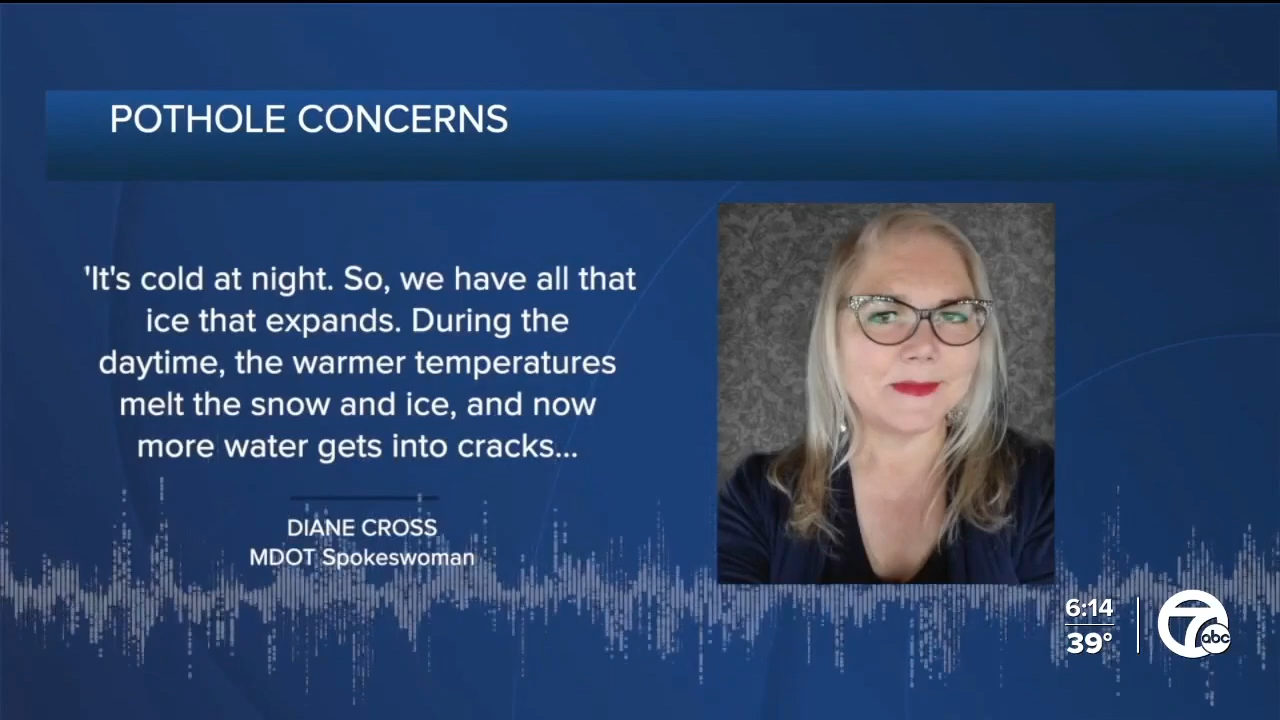 POTHOLE CONCERNS
'It's cold at night. So, we have all that
ice that expands. During the
daytime, the warmer temperatures
melt the snow and ice, and now
more water gets into cracks...
DIANE CROSS
MDOT Spokeswoman
6:14
39°
7
abc